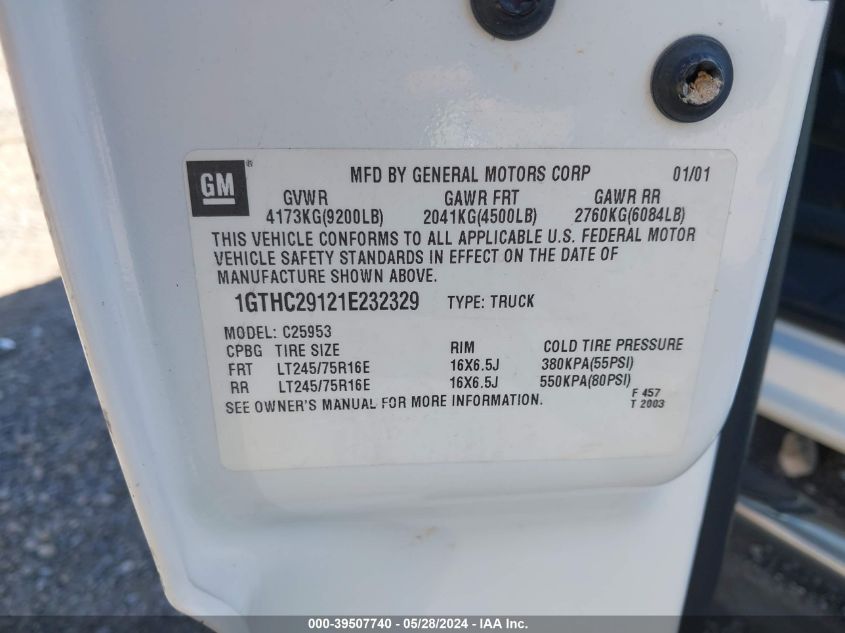 GM ®
MFD BY GENERAL MOTORS CORP 01/01
GVWR GAWR FRT GAWR RR
4173KG(9200LB) 2041KG(4500LB) 2760KG(6084LB)
THIS VEHICLE CONFORMS TO ALL APPLICABLE U.S. FEDERAL MOTOR
VEHICLE SAFETY STANDARDS IN EFFECT ON THE DATE OF
MANUFACTURE SHOWN ABOVE.
1GTHC29121E232329 TYPE: TRUCK
MODEL: C25953
CPBG TIRE SIZE RIM COLD TIRE PRESSURE
FRT LT245/75R16E 16X6.5J 380KPA(55PSI)
RR LT245/75R16E 16X6.5J 550KPA(80PSI)
SEE OWNER'S MANUAL FOR MORE INFORMATION.
F 457
T 2003
000-39507740 - 05/28/2024 - IAA Inc.